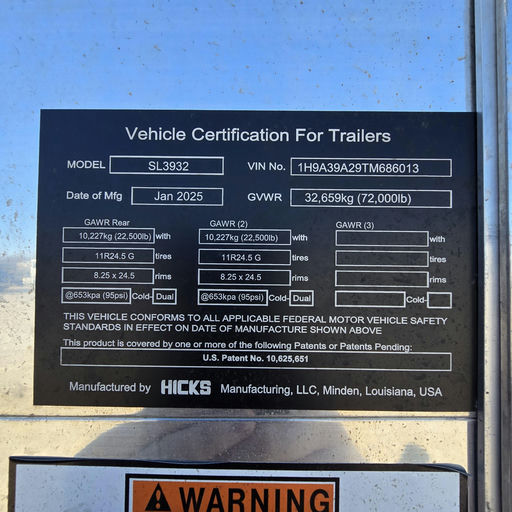 Vehicle Certification For Trailers
MODEL SL3932 VIN No. 1H9A39A29TM686013
Date of Mfg Jan 2025 GVWR 32,659kg (72,000lb)
GAWR Rear GAWR (2) GAWR (3)
10,227kg (22,500lb) with 10,227kg (22,500lb) with with
11R24.5 G tires 11R24.5 G tires tires
8.25 x 24.5 rims 8.25 x 24.5 rims rims
@653kpa (95psi) Cold- Dual @653kpa (95psi) Cold- Dual Cold-
THIS VEHICLE CONFORMS TO ALL APPLICABLE FEDERAL MOTOR VEHICLE SAFETY
STANDARDS IN EFFECT ON DATE OF MANUFACTURE SHOWN ABOVE
This product is covered by one or more of the following Patents or Patents Pending:
U.S. Patent No. 10,625,651
Manufactured by HICKS Manufacturing, LLC, Minden, Louisiana, USA
WARNING